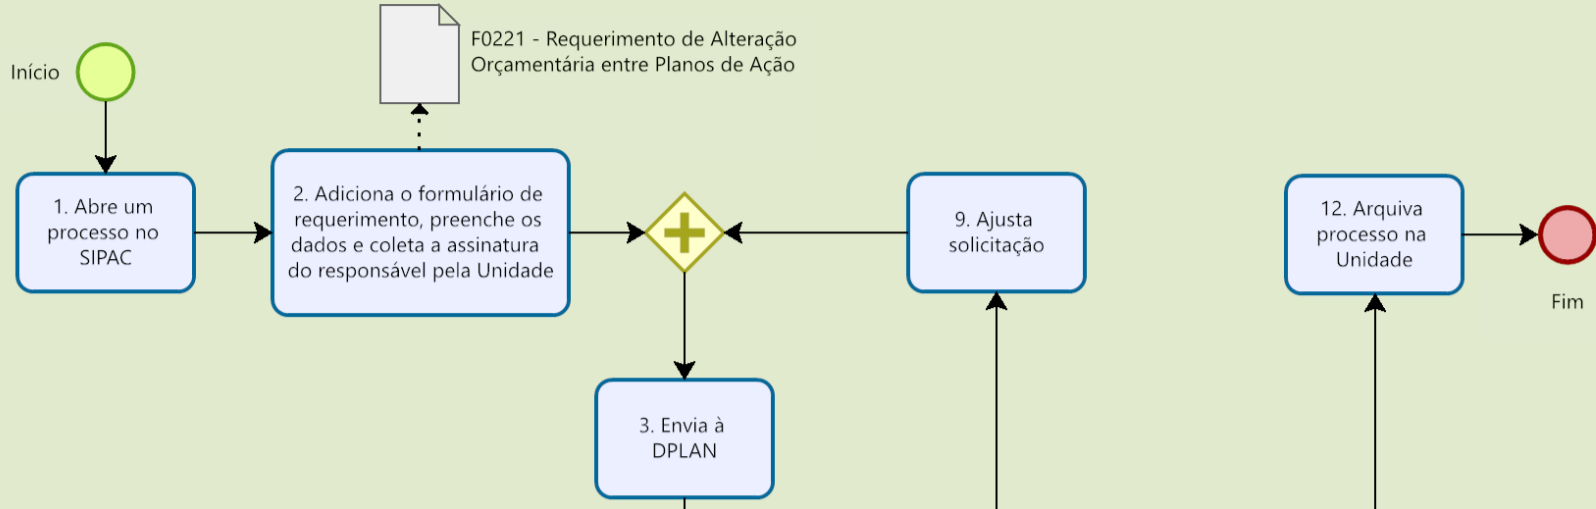 Início
F0221 - Requerimento de Alteração
Orçamentária entre Planos de Ação
1. Abre um
processo no
SIPAC
2. Adiciona o formulário de
requerimento, preenche os
dados e coleta a assinatura
do responsável pela Unidade
9. Ajusta
solicitação
12. Arquiva
processo na
Unidade
Fim
3. Envia à
DPLAN